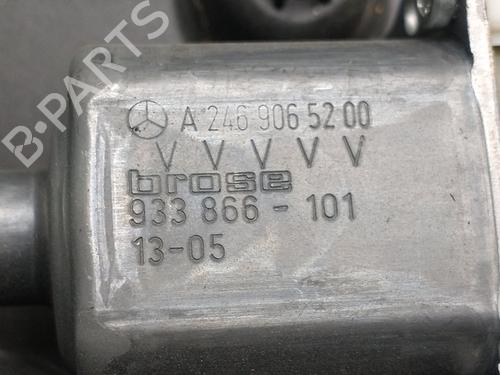 A 246 906 52 00
V V V V V
brose
933 866 - 101
13-05
B-Parts